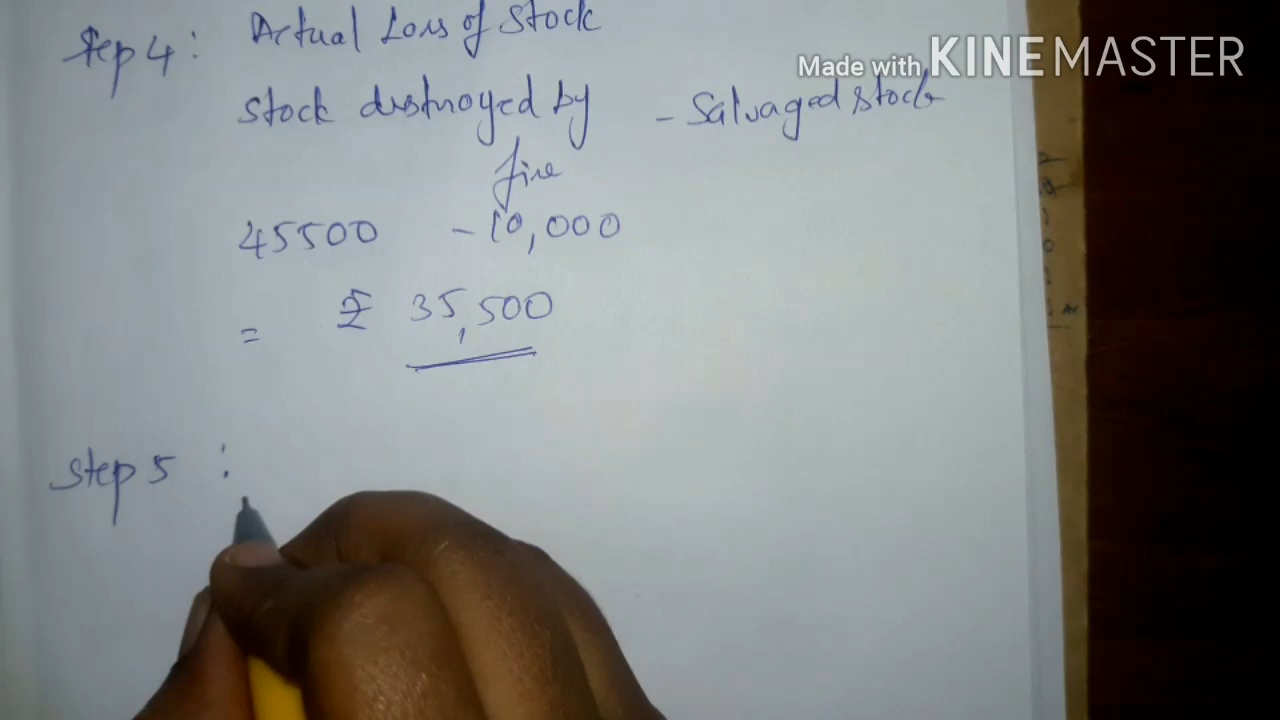 Made with KINEMASTER
Step 4 : Actual Loss of Stock
Stock destroyed by fire - Salvaged stock
45500 - 10,000
= ₹ 35,500
Step 5 :